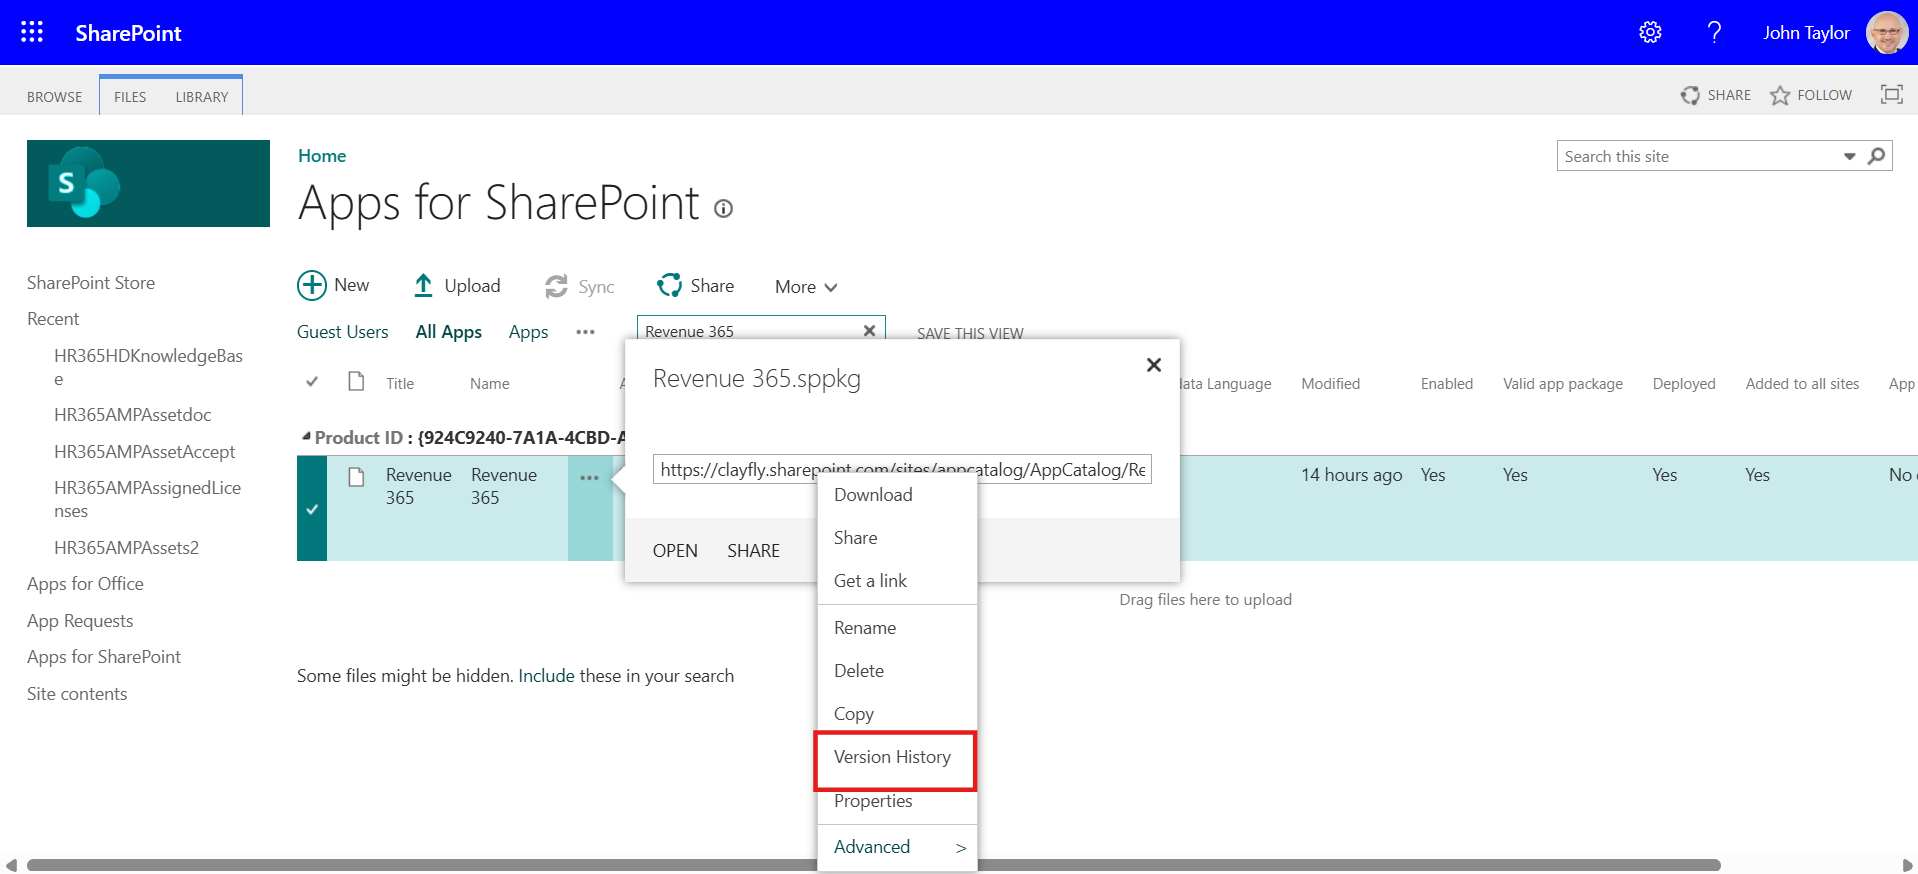 SharePoint
John Taylor
BROWSE FILES LIBRARY
SHARE FOLLOW
S
Home
Search this site
Apps for SharePoint
SharePoint Store
Recent
HR365HDKnowledgeBas
e
HR365AMPAssetdoc
HR365AMPAssetAccept
HR365AMPAssignedLice
nses
HR365AMPAssets2
Apps for Office
App Requests
Apps for SharePoint
Site contents
New Upload Sync Share More
Guest Users All Apps Apps ... Revenue 365 SAVE THIS VIEW
Title Name Language Modified Enabled Valid app package Deployed Added to all sites App
Product ID : {924C9240-7A1A-4CBD-A
Revenue
365
Revenue
365
...
14 hours ago Yes Yes Yes Yes No
Revenue 365.sppkg
https://clayfly.sharepoint.com/sites/appcatalog/AppCatalog/Re
OPEN SHARE
Download
Share
Get a link
Rename
Delete
Copy
Version History
Properties
Advanced >
Drag files here to upload
Some files might be hidden. Include these in your search